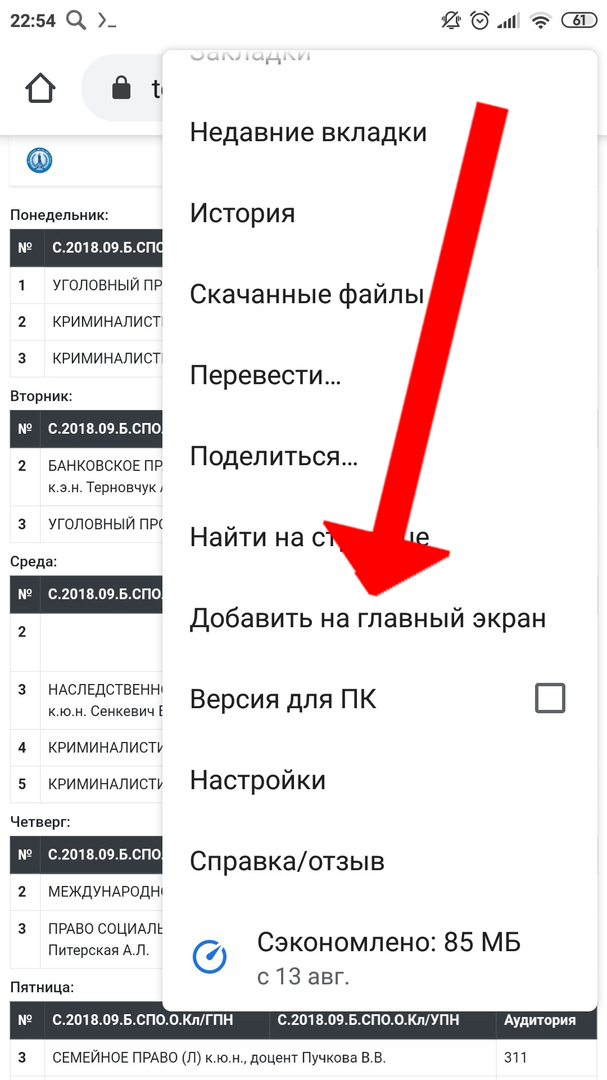 22:54
61
Закладки
Недавние вкладки
История
Скачанные файлы
Перевести...
Поделиться...
Найти на
Добавить на главный экран
Версия для ПК
Настройки
Справка/отзыв
Сэкономлено: 85 МБ
с 13 авг.
Понедельник:
№ С.2018.09.Б.СПО
1 УГОЛОВНЫЙ ПР
2 КРИМИНАЛИСТ
3 КРИМИНАЛИСТ
Вторник:
№ С.2018.09.Б.СПО.
2 БАНКОВСКОЕ ПР
к.э.н. Терновчук
3 УГОЛОВНЫЙ ПРО
Среда:
№ С.2018.09.Б.СПО.
2
3 НАСЛЕДСТВЕНН
к.ю.н. Сенкевич
4 КРИМИНАЛИСТИ
5 КРИМИНАЛИСТИ
Четверг:
№ С.2018.09.Б.СПО.
2 МЕЖДУНАРОДН
3 ПРАВО СОЦИАЛЬ
Питерская А.Л.
Пятница:
№ С.2018.09.Б.СПО.О.Кл/ГПН С.2018.09.Б.СПО.О.Кл/УПН Аудитория
3 СЕМЕЙНОЕ ПРАВО (Л) к.ю.н., доцент Пучкова В.В. 311